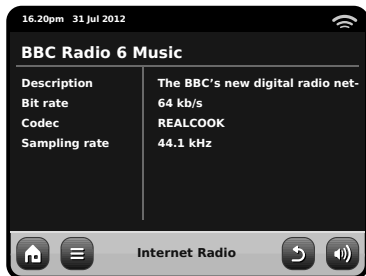 16.20pm 31 Jul 2012
BBC Radio 6 Music
Description The BBC's new digital radio net-
Bit rate 64 kb/s
Codec REALCOOK
Sampling rate 44.1 kHz
Internet Radio